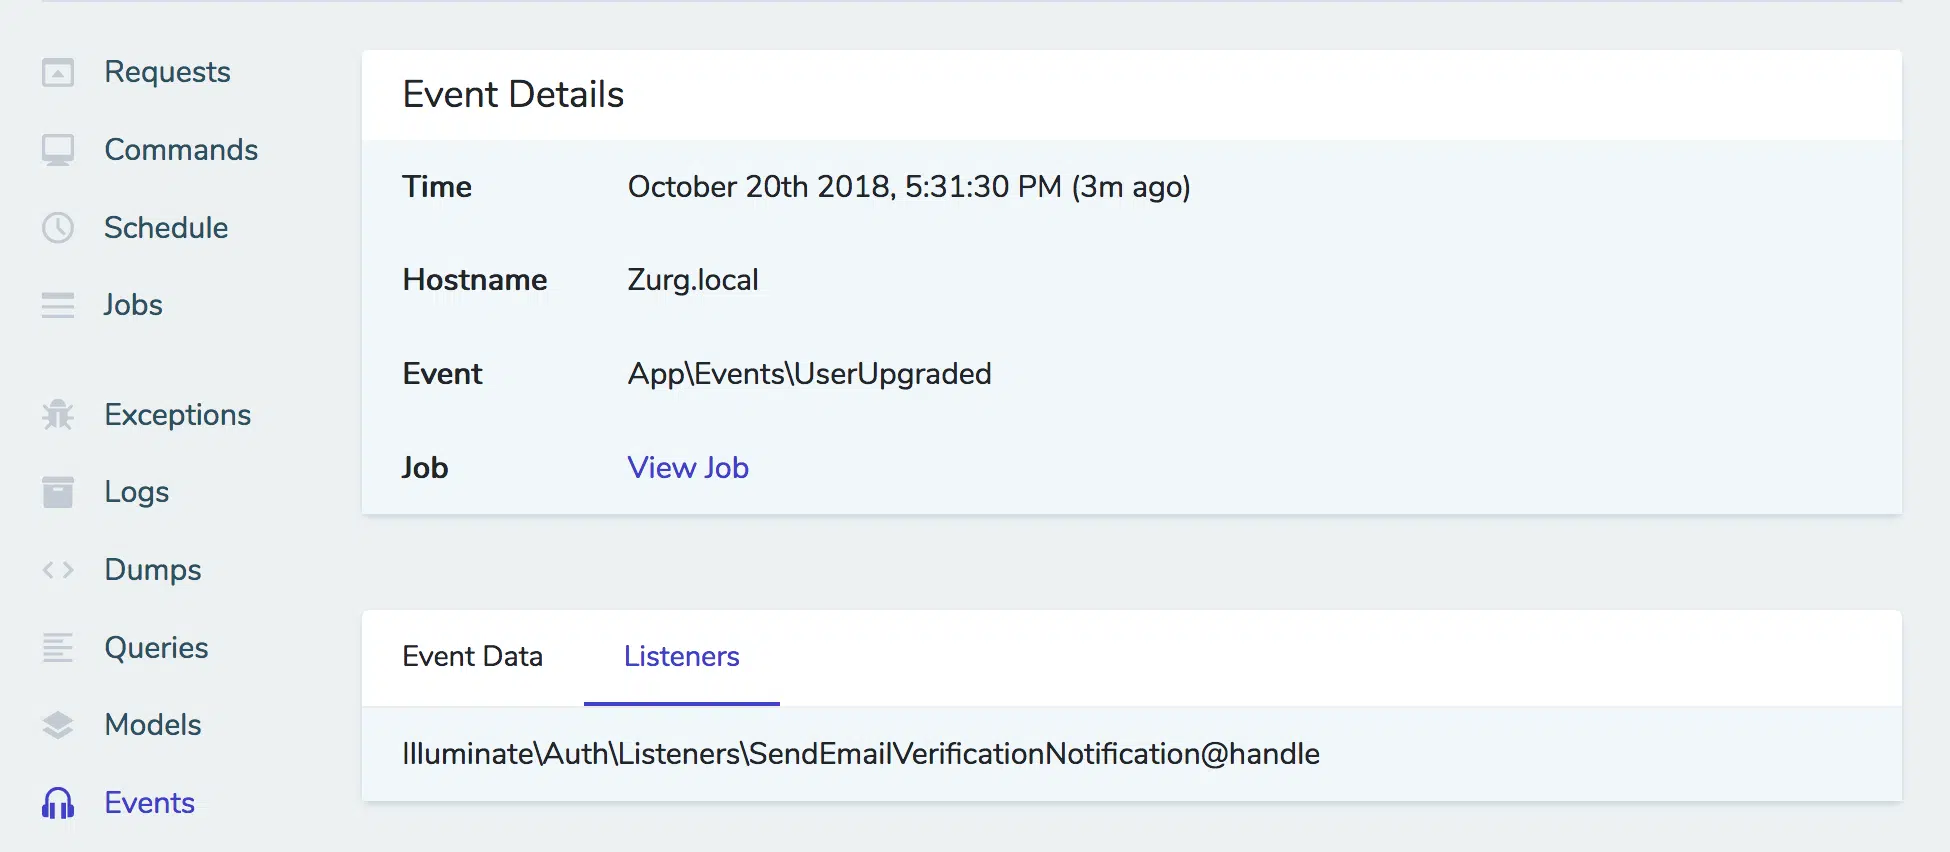 Requests
Commands
Schedule
Jobs
Exceptions
Logs
Dumps
Queries
Models
Events
Event Details
Time October 20th 2018, 5:31:30 PM (3m ago)
Hostname Zurg.local
Event App\Events\UserUpgraded
Job View Job
Event Data Listeners
Illuminate\Auth\Listeners\SendEmailVerificationNotification@handle